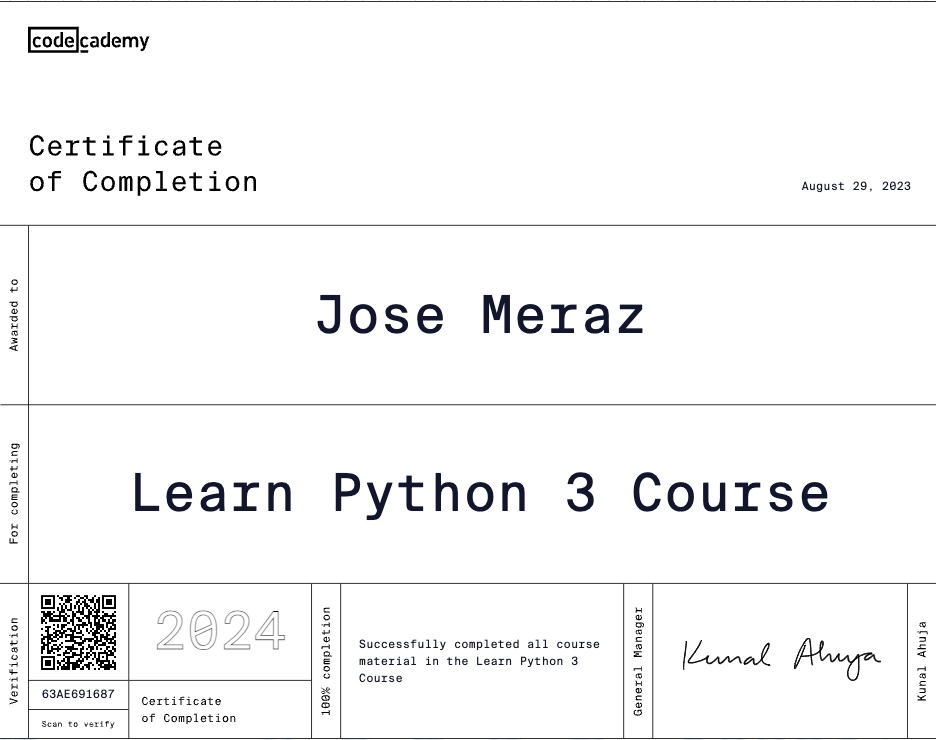 codecademy
Certificate
of Completion
August 29, 2023
Awarded to
Jose Meraz
For completing
Learn Python 3 Course
Verification
63AE691687
Scan to verify
2024
Certificate
of Completion
100% completion
Successfully completed all course
material in the Learn Python 3
Course
General Manager
Kunal Ahuja
Kunal Ahuja